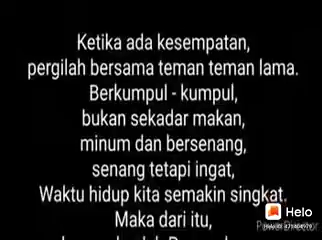 Ketika ada kesempatan,
pergilah bersama teman teman lama.
Berkumpul - kumpul,
bukan sekadar makan,
minum dan bersenang,
senang tetapi ingat,
Waktu hidup kita semakin singkat.
Maka dari itu,
Helo